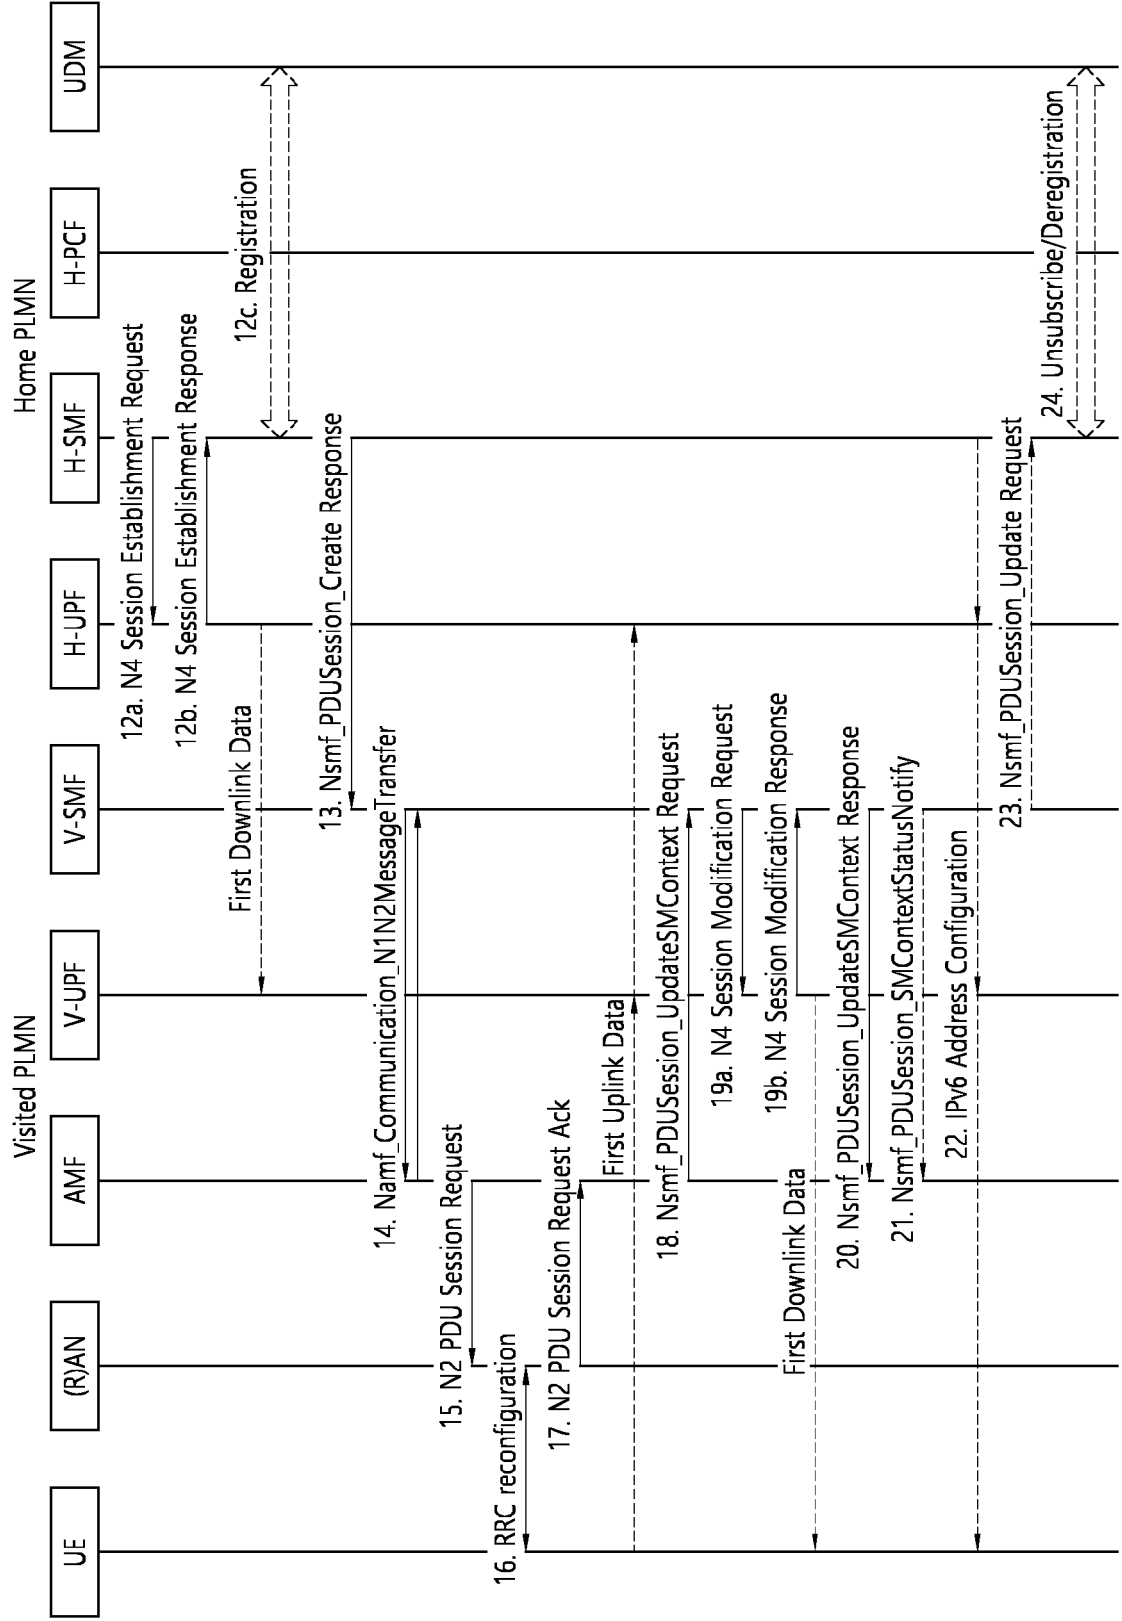 Visited PLMN
Home PLMN
UE
(R)AN
AMF
V-UPF
V-SMF
H-UPF
H-SMF
H-PCF
UDM
12a. N4 Session Establishment Request
12b. N4 Session Establishment Response
First Downlink Data
12c. Registration
13. Nsmf_PDUSession_Create Response
14. Namf_Communication_N1N2MessageTransfer
15. N2 PDU Session Request
16. RRC reconfiguration
17. N2 PDU Session Request Ack
First Uplink Data
18. Nsmf_PDUSession_UpdateSMContext Request
19a. N4 Session Modification Request
19b. N4 Session Modification Response
First Downlink Data
20. Nsmf_PDUSession_UpdateSMContext Response
21. Nsmf_PDUSession_SMContextStatusNotify
22. IPv6 Address Configuration
23. Nsmf_PDUSession_Update Request
24. Unsubscribe/Deregistration